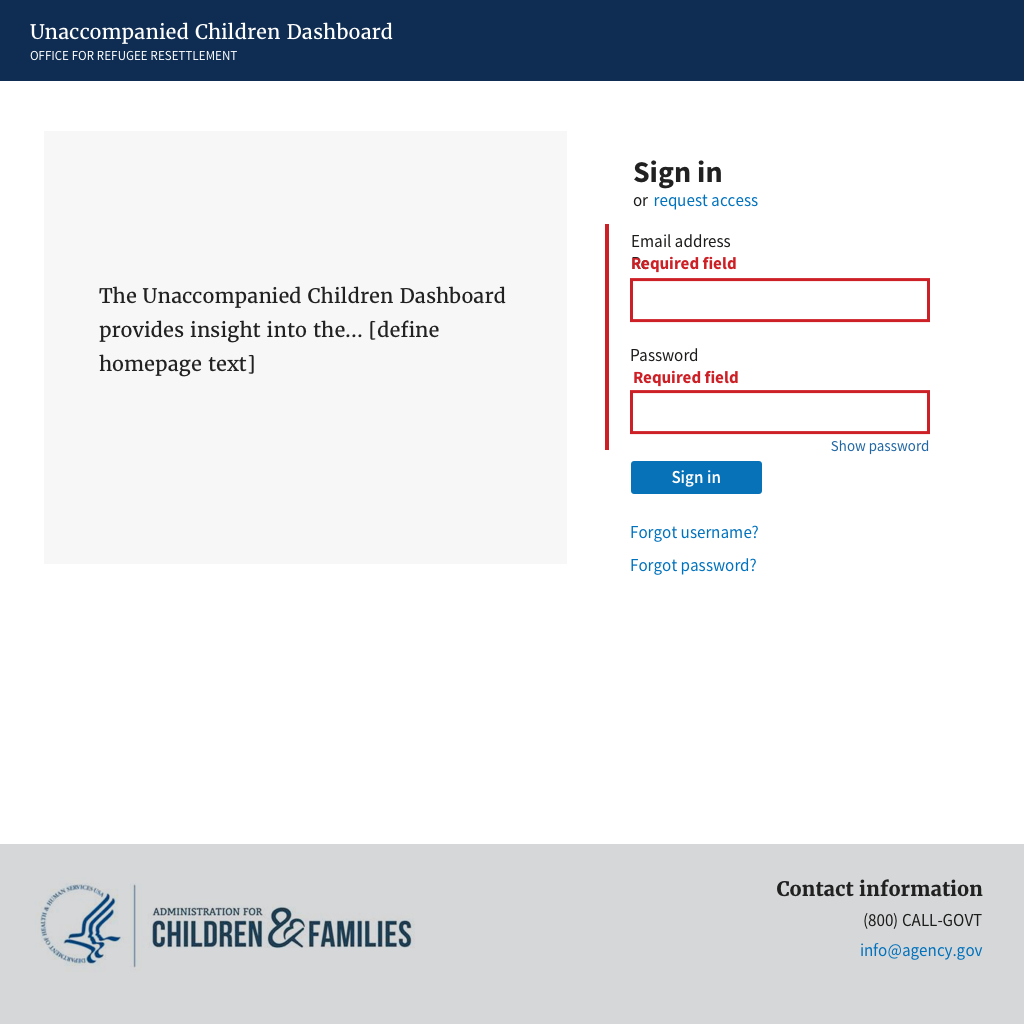 Unaccompanied Children Dashboard
OFFICE FOR REFUGEE RESETTLEMENT
The Unaccompanied Children Dashboard
provides insight into the... [define
homepage text]
Sign in
or request access
Email address
Required field
Password
Required field
Show password
Sign in
Forgot username?
Forgot password?
DEPARTMENT OF HEALTH & HUMAN SERVICES USA
ADMINISTRATION FOR
CHILDREN & FAMILIES
Contact information
(800) CALL-GOVT
info@agency.gov